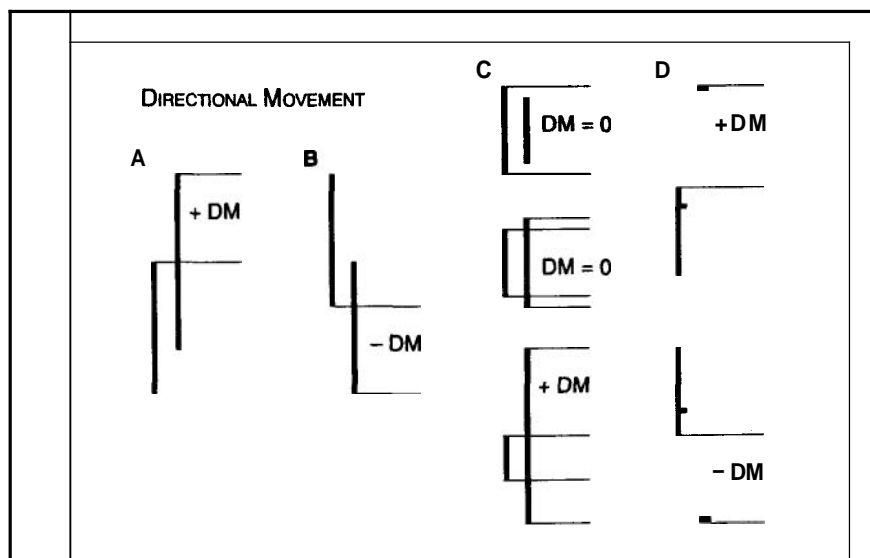 DIRECTIONAL MOVEMENT
A
+ DM
B
– DM
C
DM = 0
DM = 0
+ DM
D
+ DM
– DM